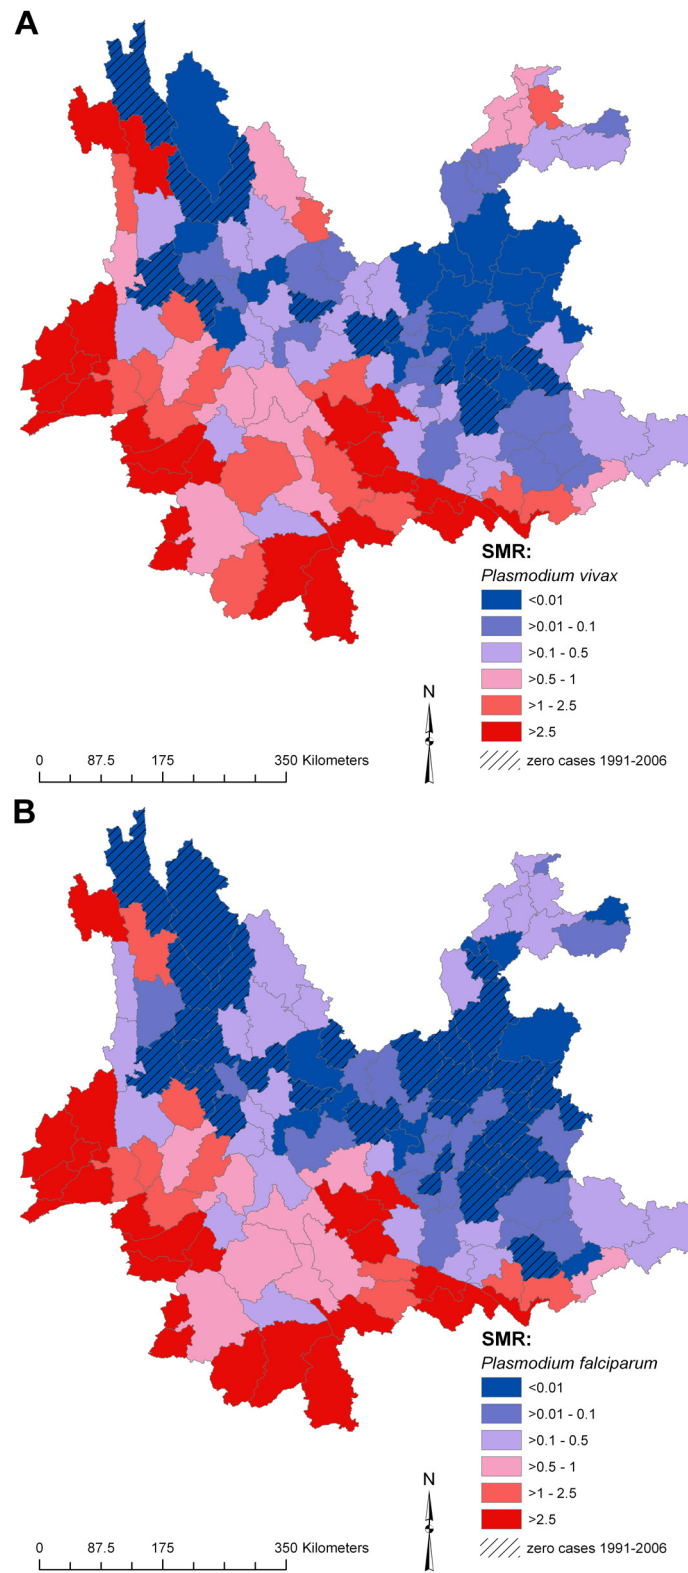 A
SMR:
Plasmodium vivax
<0.01
>0.01 - 0.1
>0.1 - 0.5
>0.5 - 1
>1 - 2.5
>2.5
zero cases 1991-2006
N
0 87.5 175 350 Kilometers
B
SMR:
Plasmodium falciparum
<0.01
>0.01 - 0.1
>0.1 - 0.5
>0.5 - 1
>1 - 2.5
>2.5
zero cases 1991-2006
N
0 87.5 175 350 Kilometers